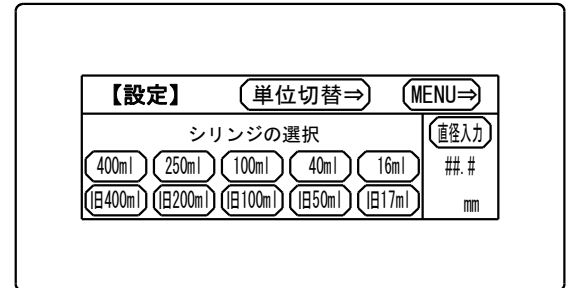 【設定】 単位切替⇒ MENU⇒
シリンジの選択 直径入力
400ml 250ml 100ml 40ml 16ml ##.#
旧400ml 旧200ml 旧100ml 旧50ml 旧17ml mm